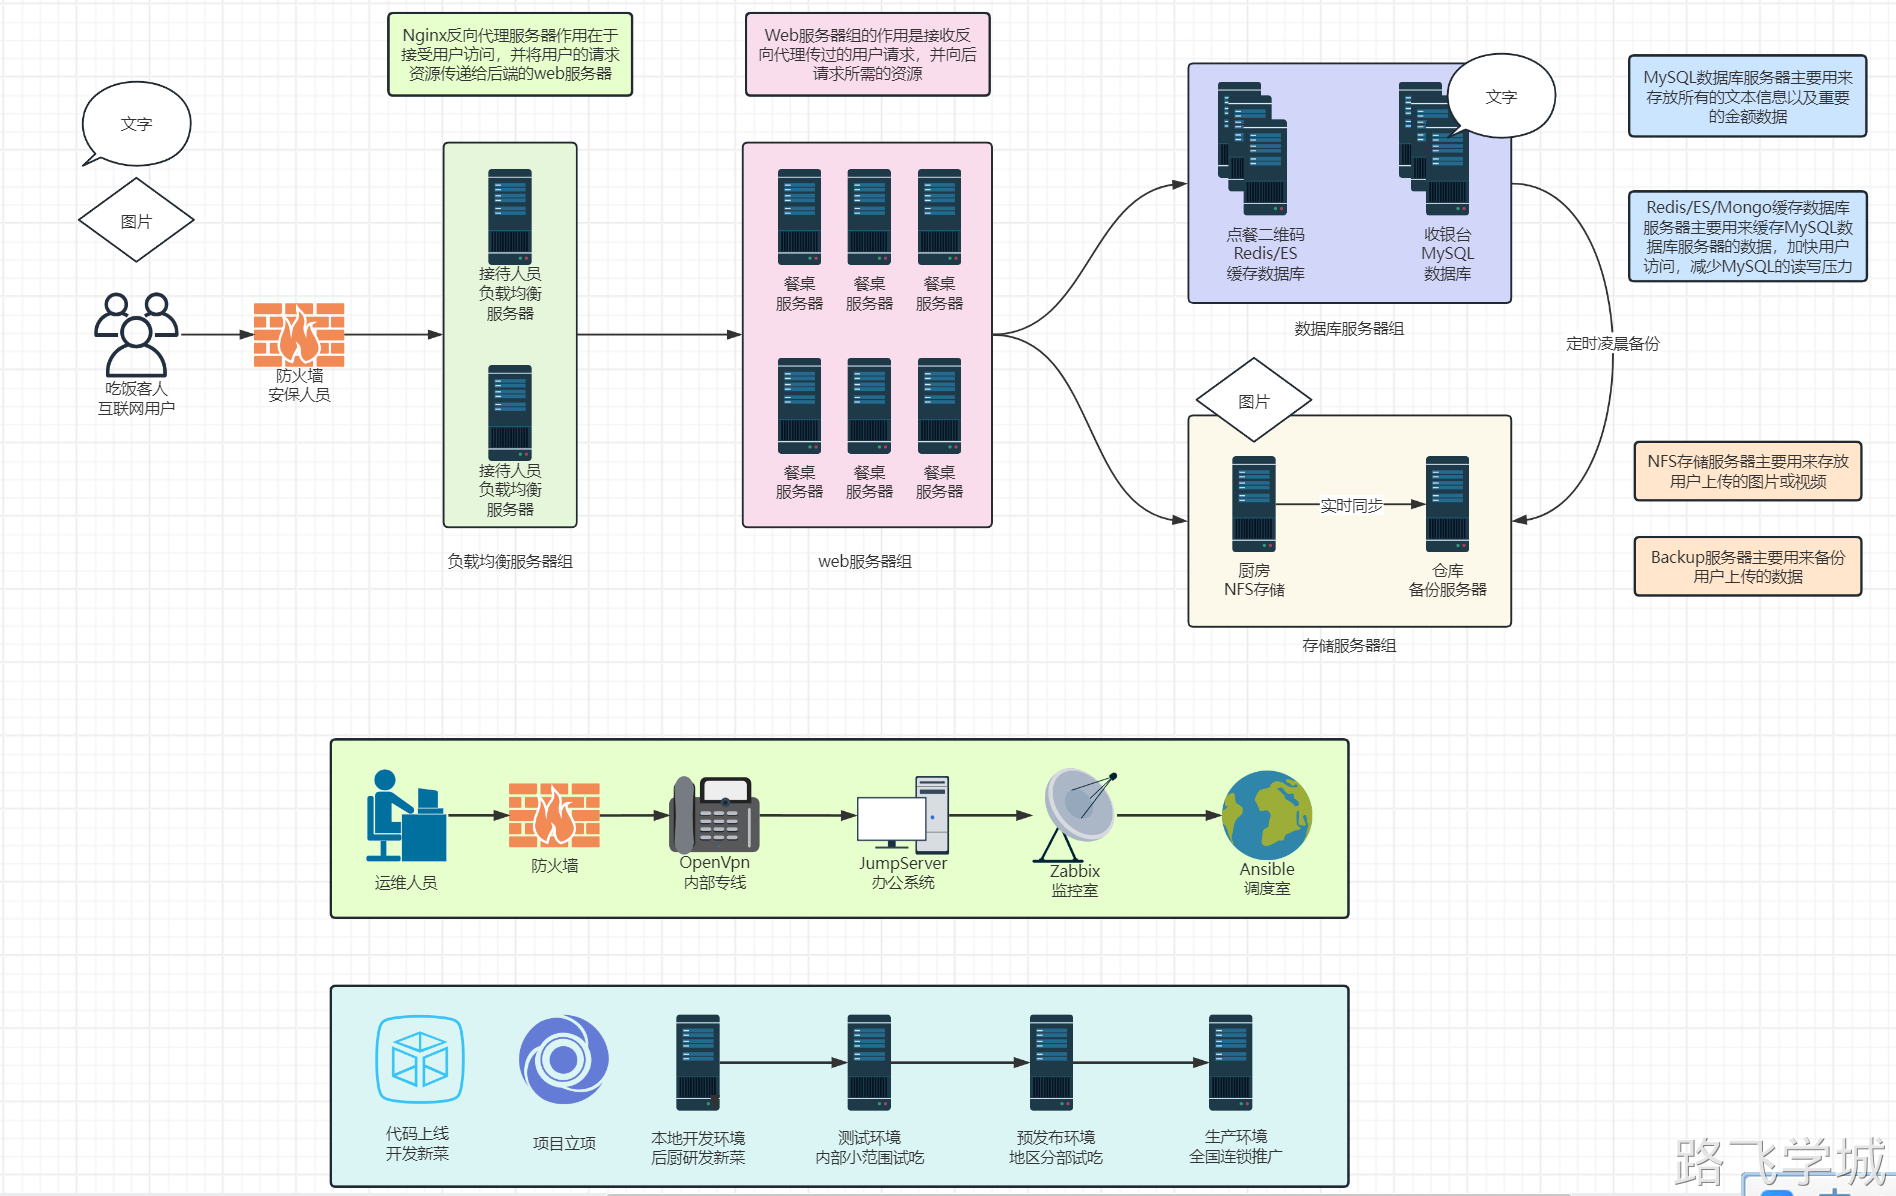 Nginx反向代理服务器作用在于
接受用户访问，并将用户的请求
资源传递给后端的web服务器
Web服务器组的作用是接收反
向代理传过的用户请求，并向后
请求所需的资源
文字
图片
吃饭客人
互联网用户
防火墙
安保人员
接待人员
负载均衡
服务器
接待人员
负载均衡
服务器
负载均衡服务器组
餐桌
服务器
餐桌
服务器
餐桌
服务器
餐桌
服务器
餐桌
服务器
餐桌
服务器
web服务器组
文字
点餐二维码
Redis/ES
缓存数据库
收银台
MySQL
数据库
数据库服务器组
MySQL数据库服务器主要用来
存放所有的文本信息以及重要
的金额数据
Redis/ES/Mongo缓存数据库
服务器主要用来缓存MySQL数
据库服务器的数据，加快用户
访问，减少MySQL的读写压力
定时凌晨备份
图片
实时同步
厨房
NFS存储
仓库
备份服务器
存储服务器组
NFS存储服务器主要用来存放
用户上传的图片或视频
Backup服务器主要用来备份
用户上传的数据
运维人员
防火墙
OpenVpn
内部专线
JumpServer
办公系统
Zabbix
监控室
Ansible
调度室
代码上线
开发新菜
项目立项
本地开发环境
后厨研发新菜
测试环境
内部小范围试吃
预发布环境
地区分部试吃
生产环境
全国连锁推广
路飞学城